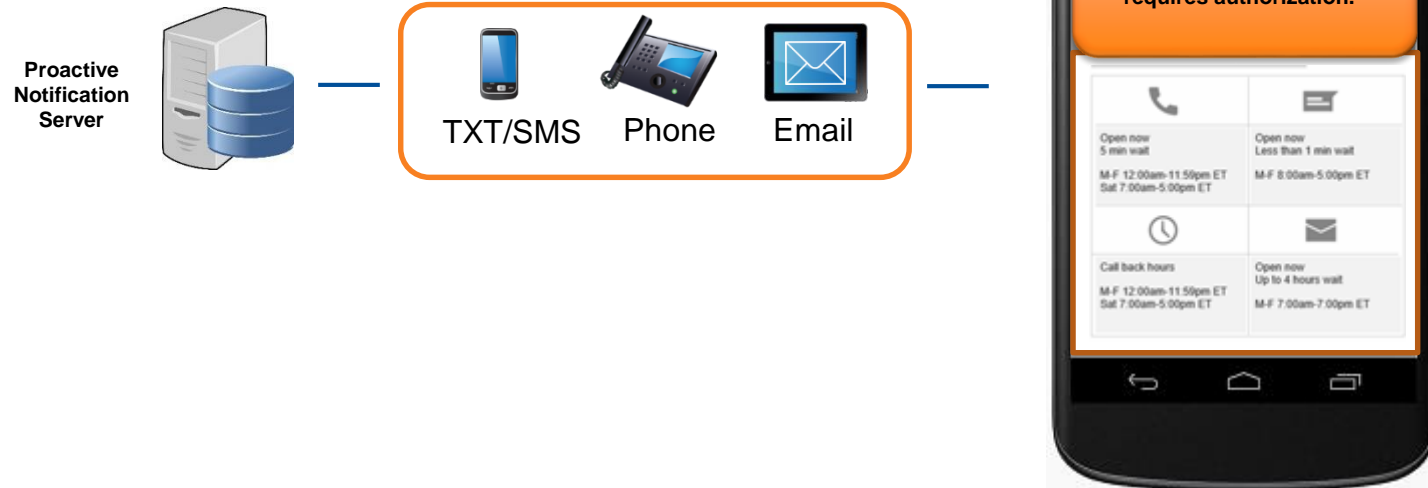 requires authorization.
Proactive
Notification
Server
TXT/SMS
Phone
Email
Open now
5 min wait
M-F 12:00am-11:59pm ET
Sat 7:00am-5:00pm ET
Open now
Less than 1 min wait
M-F 8:00am-5:00pm ET
Call back hours
M-F 12:00am-11:59pm ET
Sat 7:00am-5:00pm ET
Open now
Up to 4 hours wait
M-F 7:00am-7:00pm ET